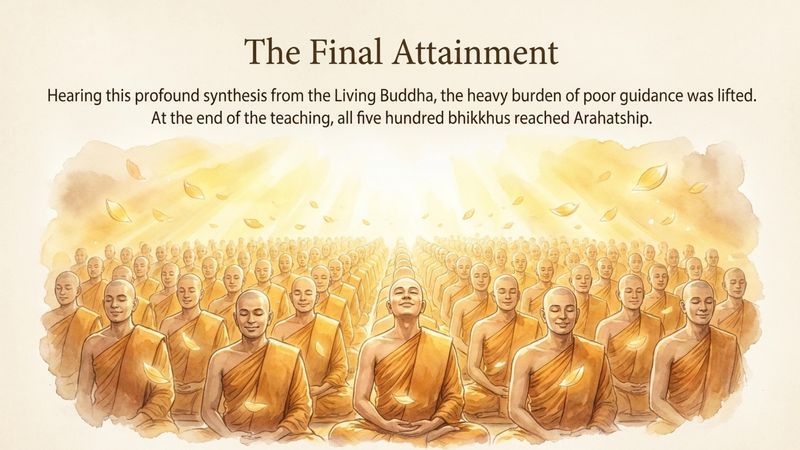 The Final Attainment
Hearing this profound synthesis from the Living Buddha, the heavy burden of poor guidance was lifted.
At the end of the teaching, all five hundred bhikkhus reached Arahatship.